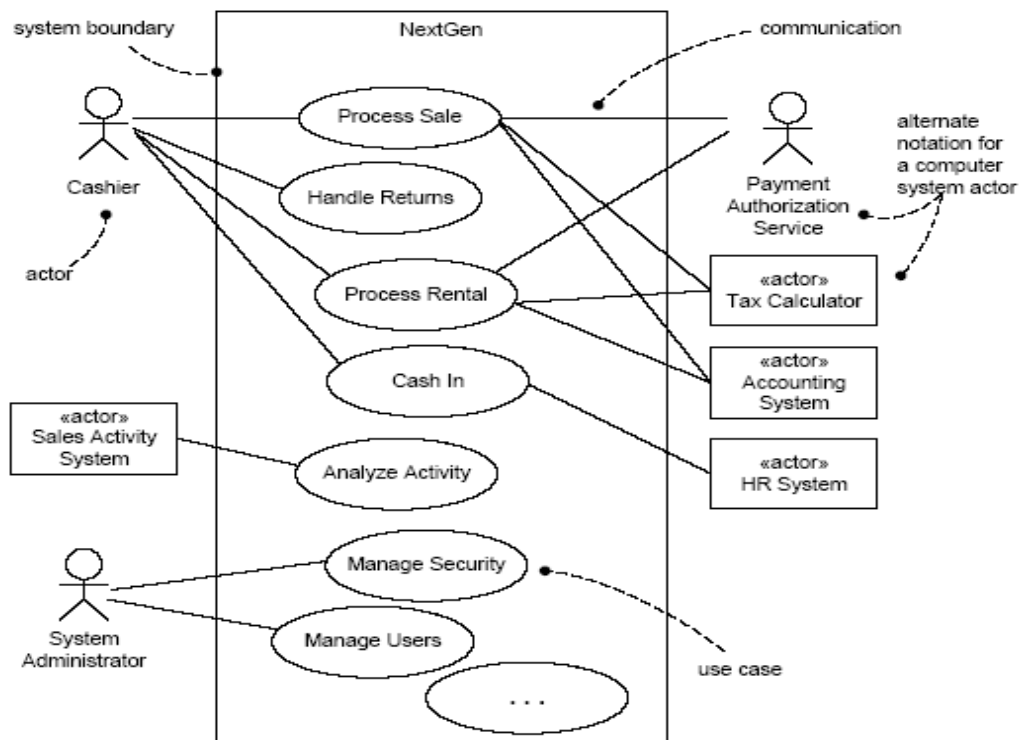 system boundary
NextGen
communication
Process Sale
alternate
notation for
a computer
system actor
Cashier
Handle Returns
Payment
Authorization
Service
actor
Process Rental
«actor»
Tax Calculator
Cash In
«actor»
Accounting
System
«actor»
Sales Activity
System
Analyze Activity
«actor»
HR System
Manage Security
System
Administrator
Manage Users
use case
. . .